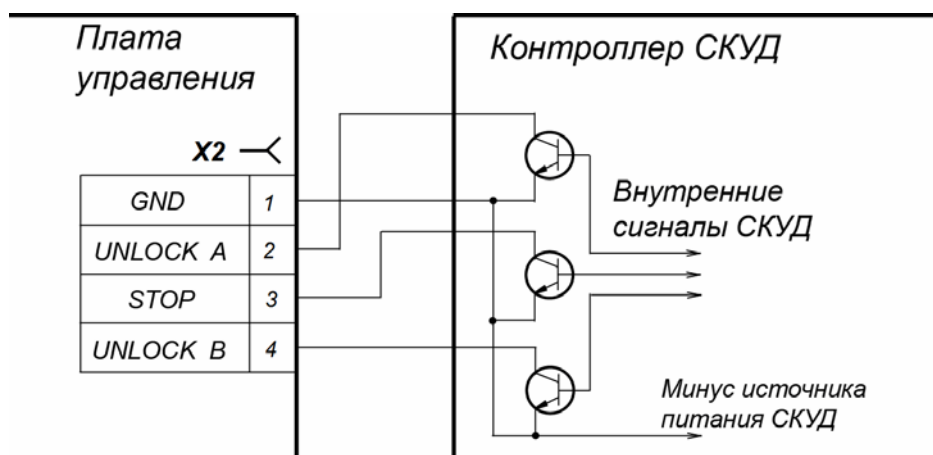 Плата
управления
Контроллер СКУД
X2
GND 1
UNLOCK A 2
STOP 3
UNLOCK B 4
Внутренние
сигналы СКУД
Минус источника
питания СКУД